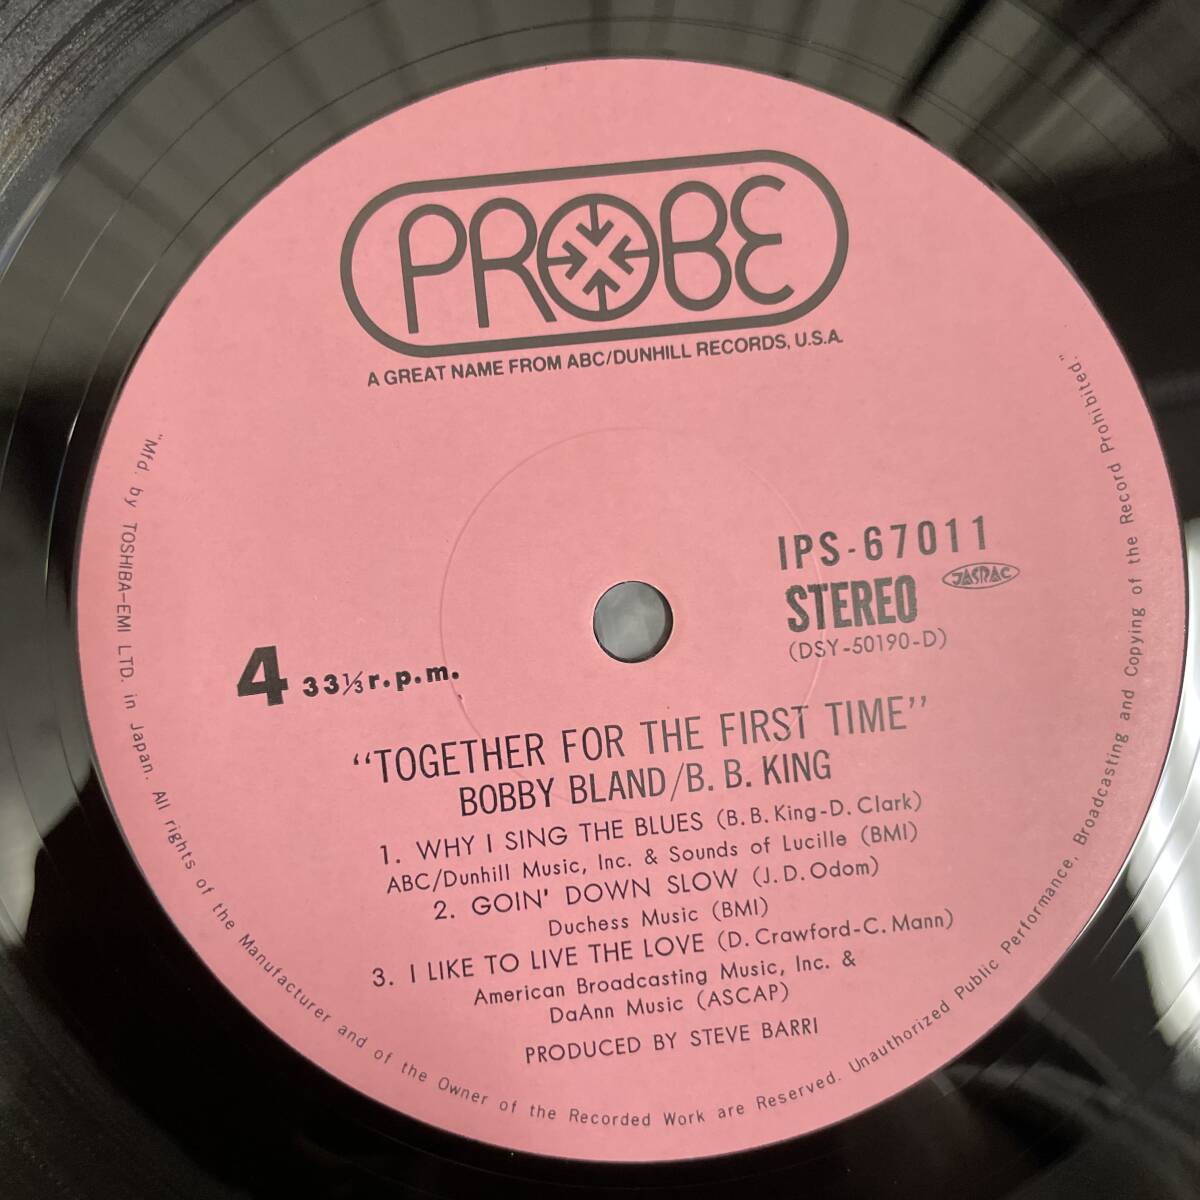 PROBE
A GREAT NAME FROM ABC/DUNHILL RECORDS, U.S.A.
IPS-67011
STEREO
JASRAC
(DSY-50190-D)
4 33⅓ r.p.m.
"TOGETHER FOR THE FIRST TIME"
BOBBY BLAND/B. B. KING
1. WHY I SING THE BLUES (B. B. King-D. Clark)
ABC/Dunhill Music, Inc. & Sounds of Lucille (BMI)
2. GOIN' DOWN SLOW (J. D. Odom)
Duchess Music (BMI)
3. I LIKE TO LIVE THE LOVE (D. Crawford-C. Mann)
American Broadcasting Music, Inc. &
DaAnn Music (ASCAP)
PRODUCED BY STEVE BARRI
"Mfd. by TOSHIBA-EMI LTD. in Japan. All rights of the Manufacturer and of the Owner of the Recorded Work are Reserved. Unauthorized Public Performance, Broadcasting and Copying of the Record Prohibited."